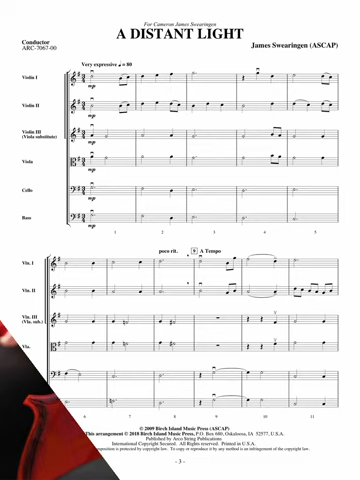 For Cameron James Swearingen
A DISTANT LIGHT
Conductor
ARC-7067-00
James Swearingen (ASCAP)
Very expressive ♩ = 80
Violin I
mp
Violin II
mp
Violin III
(Viola substitute)
mp
Viola
mp
Cello
mp
Bass
mp
1 2 3 4 5
poco rit. 9 A Tempo
Vln. I
Vln. II
Vln. III
(Vla. sub.)
Vla.
6 7 8 9 10 11
© 2009 Birch Island Music Press (ASCAP)
This arrangement © 2018 Birch Island Music Press, P.O. Box 680, Oskaloosa, IA 52577, U.S.A.
Published by Arco String Publications
International Copyright Secured. All Rights Reserved. Printed in U.S.A.
composition is protected by copyright law. To copy or reproduce it by any method is an infringement of the copyright law.
- 3 -